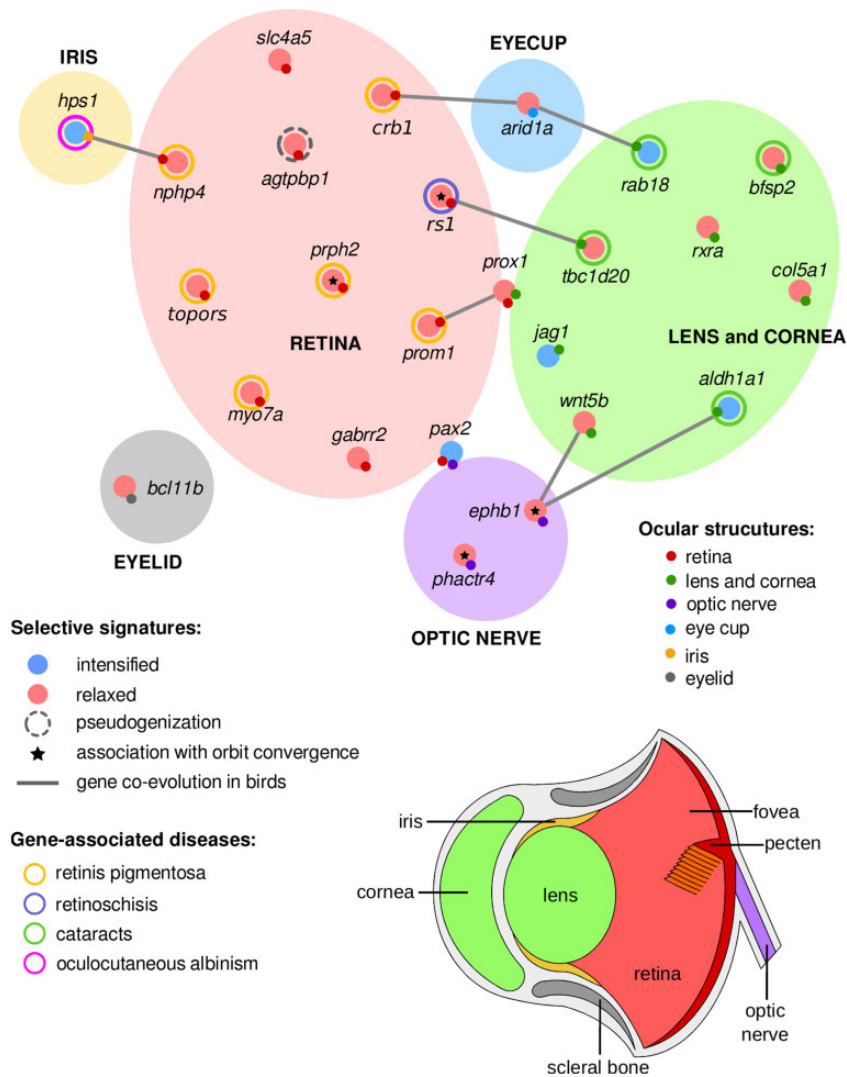 slc4a5
IRIS
EYECUP
hps1
crb1
arid1a
nphp4
agtpbp1
rab18
bfsp2
rs1
rxra
prph2
prox1
tbc1d20
col5a1
topors
RETINA
prom1
jag1
LENS and CORNEA
aldh1a1
myo7a
wnt5b
gabrr2
pax2
bcl11b
ephb1
EYELID
phactr4
OPTIC NERVE
Ocular strucutures:
retina
lens and cornea
optic nerve
eye cup
iris
eyelid
Selective signatures:
intensified
relaxed
pseudogenization
association with orbit convergence
gene co-evolution in birds
Gene-associated diseases:
retinis pigmentosa
retinoschisis
cataracts
oculocutaneous albinism
iris
fovea
pecten
cornea
lens
retina
optic
nerve
scleral bone